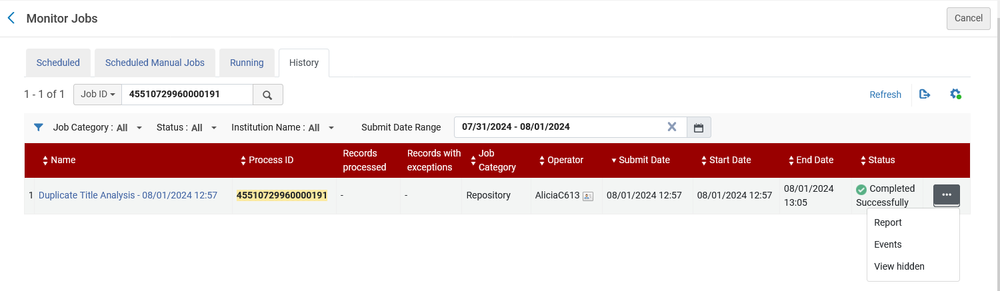 Monitor Jobs
Cancel
Scheduled
Scheduled Manual Jobs
Running
History
1 - 1 of 1
Job ID
45510729960000191
Refresh
Job Category : All
Status : All
Institution Name : All
Submit Date Range
07/31/2024 - 08/01/2024
Name
Process ID
Records
processed
Records with
exceptions
Job
Category
Operator
Submit Date
Start Date
End Date
Status
1
Duplicate Title Analysis - 08/01/2024 12:57
45510729960000191
-
-
Repository
AliciaC613
08/01/2024 12:57
08/01/2024 12:57
08/01/2024
13:05
Completed
Successfully
Report
Events
View hidden